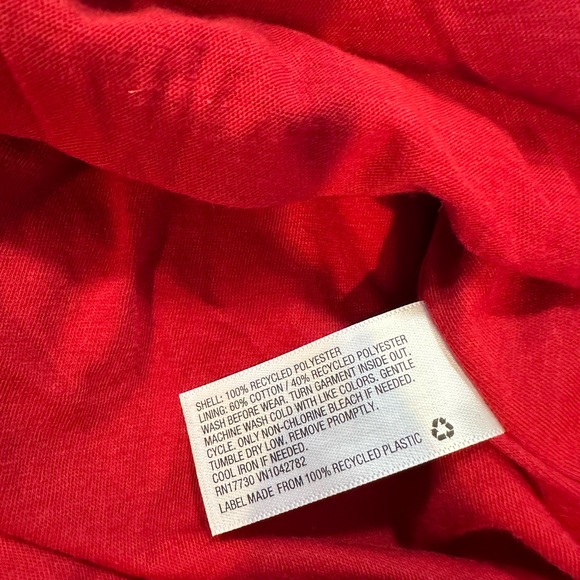 SHELL: 100% RECYCLED POLYESTER
LINING: 60% COTTON / 40% RECYCLED POLYESTER
WASH BEFORE WEAR. TURN GARMENT INSIDE OUT.
MACHINE WASH COLD WITH LIKE COLORS. GENTLE
CYCLE. ONLY NON-CHLORINE BLEACH IF NEEDED.
TUMBLE DRY LOW. REMOVE PROMPTLY.
COOL IRON IF NEEDED.
RN17730 VN1042782
LABEL MADE FROM 100% RECYCLED PLASTIC